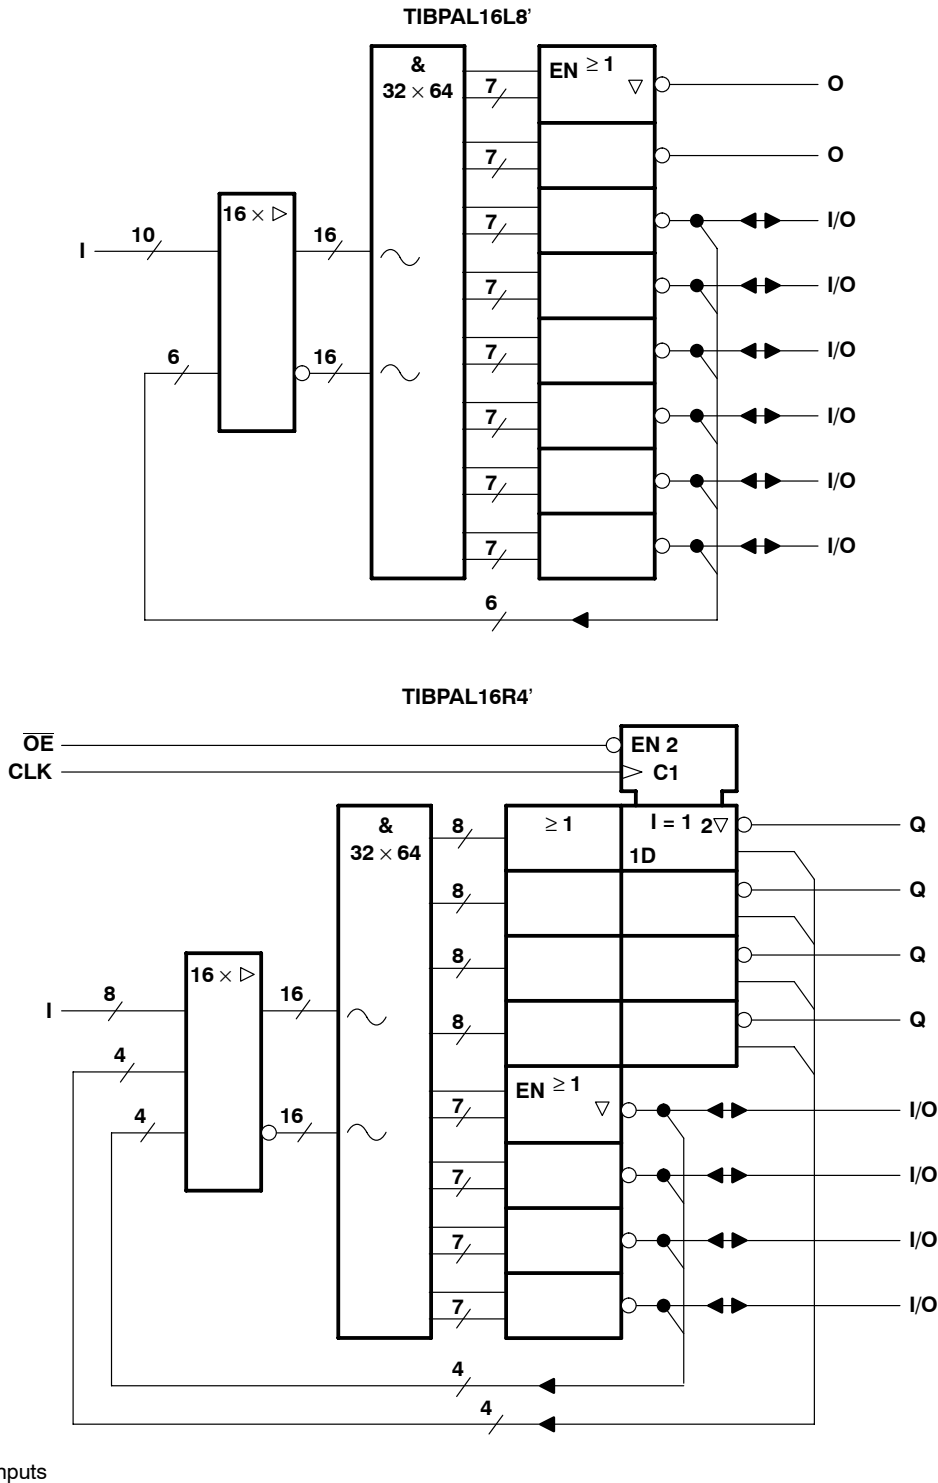 TIBPAL16L8'
&
32 × 64
EN ≥ 1
7
O
7
O
16 × ▷
7
I/O
I
10
16
7
I/O
7
I/O
6
16
7
I/O
7
I/O
7
I/O
6
TIBPAL16R4'
OE
EN 2
CLK
C1
&
32 × 64
8
≥ 1
I = 1
2▽
Q
1D
8
Q
8
Q
16 × ▷
I
8
16
8
Q
4
EN ≥ 1
4
16
7
I/O
7
I/O
7
I/O
7
I/O
4
4
nputs